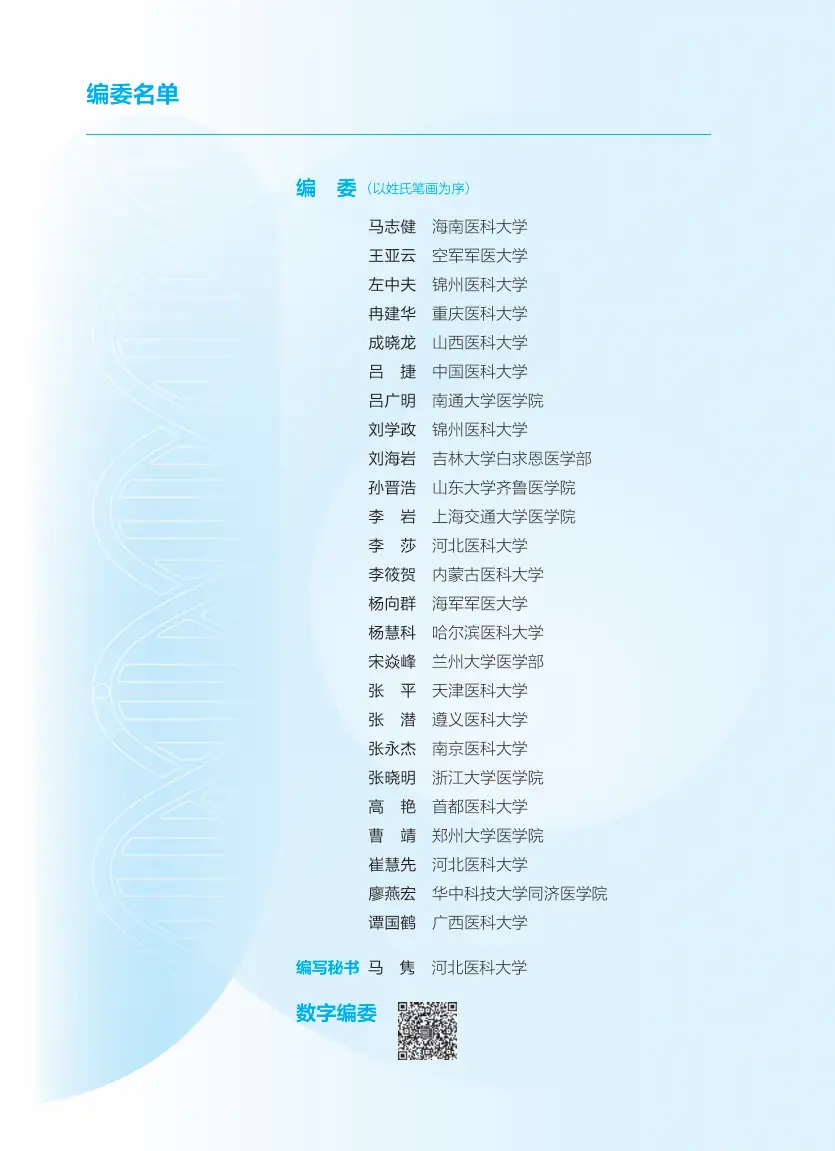 编委名单
编　委（以姓氏笔画为序）
马志健　海南医科大学
王亚云　空军军医大学
左中夫　锦州医科大学
冉建华　重庆医科大学
成晓龙　山西医科大学
吕　捷　中国医科大学
吕广明　南通大学医学院
刘学政　锦州医科大学
刘海岩　吉林大学白求恩医学部
孙晋浩　山东大学齐鲁医学院
李　岩　上海交通大学医学院
李　莎　河北医科大学
李筱贺　内蒙古医科大学
杨向群　海军军医大学
杨慧科　哈尔滨医科大学
宋焱峰　兰州大学医学部
张　平　天津医科大学
张　潜　遵义医科大学
张永杰　南京医科大学
张晓明　浙江大学医学院
高　艳　首都医科大学
曹　靖　郑州大学医学院
崔慧先　河北医科大学
廖燕宏　华中科技大学同济医学院
谭国鹤　广西医科大学
编写秘书　马　隽　河北医科大学
数字编委